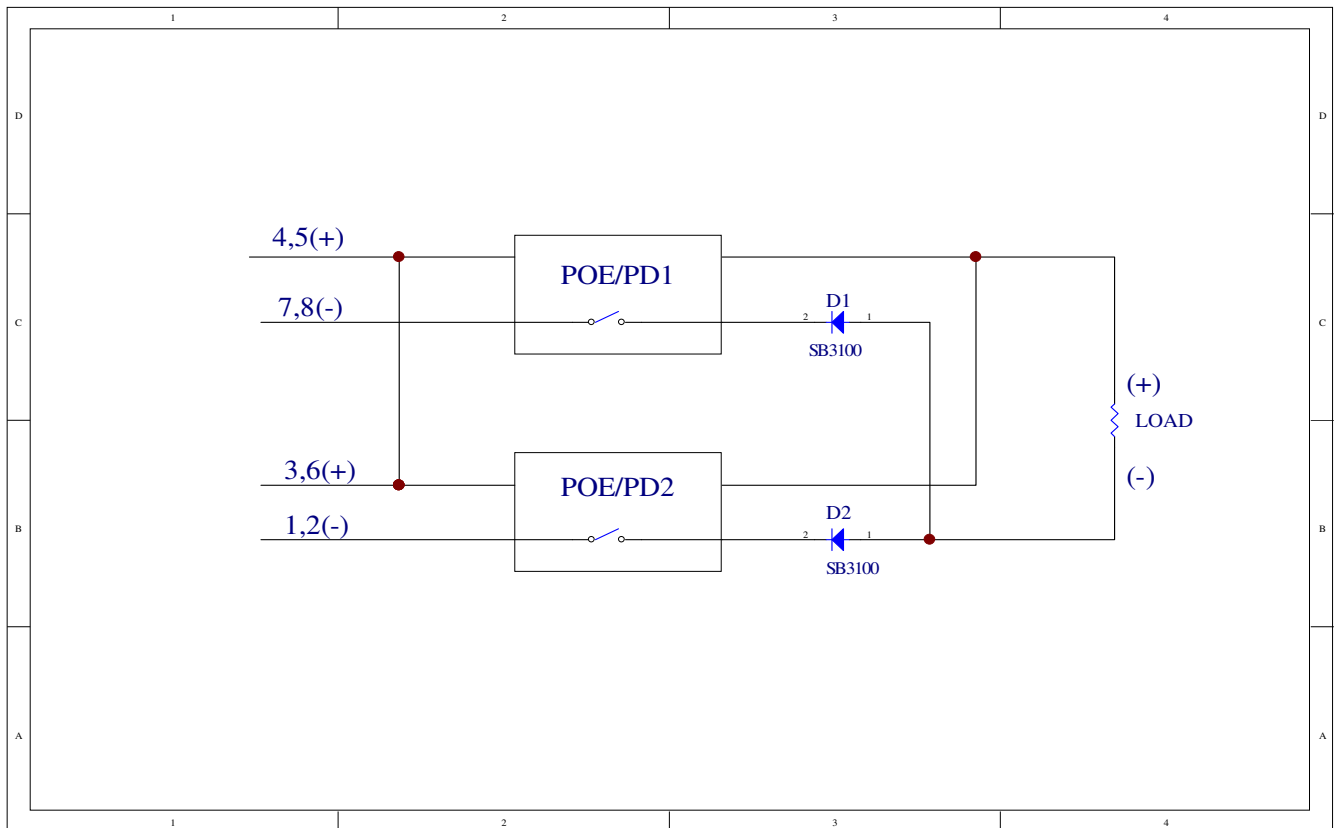 1 2 3 4
D D
4,5(+)
POE/PD1
7,8(-)
D1
C C
2 1
SB3100
(+)
LOAD
3,6(+)
POE/PD2
(-)
1,2(-)
D2
B B
2 1
SB3100
A A
1 2 3 4